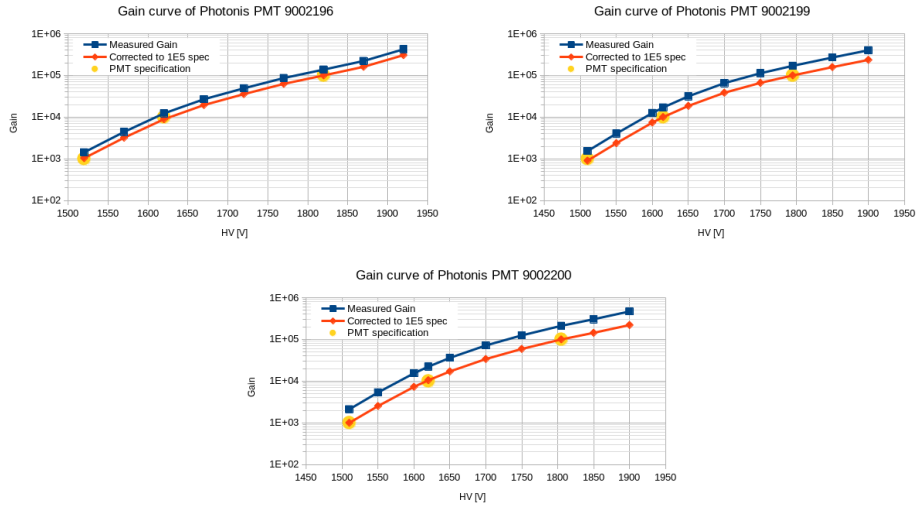 Gain curve of Photonis PMT 9002196
1E+06
1E+05
1E+04
1E+03
1E+02
Gain
Measured Gain
Corrected to 1E5 spec
PMT specification
1500 1550 1600 1650 1700 1750 1800 1850 1900 1950
HV [V]
Gain curve of Photonis PMT 9002199
1E+06
1E+05
1E+04
1E+03
1E+02
Gain
Measured Gain
Corrected to 1E5 spec
PMT specification
1450 1500 1550 1600 1650 1700 1750 1800 1850 1900 1950
HV [V]
Gain curve of Photonis PMT 9002200
1E+06
1E+05
1E+04
1E+03
1E+02
Gain
Measured Gain
Corrected to 1E5 spec
PMT specification
1450 1500 1550 1600 1650 1700 1750 1800 1850 1900 1950
HV [V]